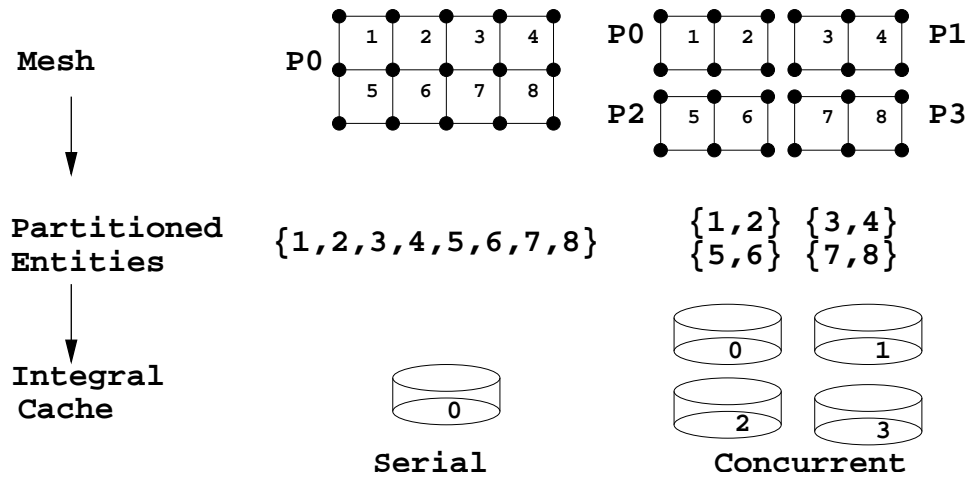 P0 1 2 3 4
5 6 7 8
P0 1 2 3 4 P1
P2 5 6 7 8 P3
Mesh
Partitioned
Entities
{1,2,3,4,5,6,7,8}
{1,2} {3,4}
{5,6} {7,8}
Integral
Cache
0
0 1
2 3
Serial
Concurrent